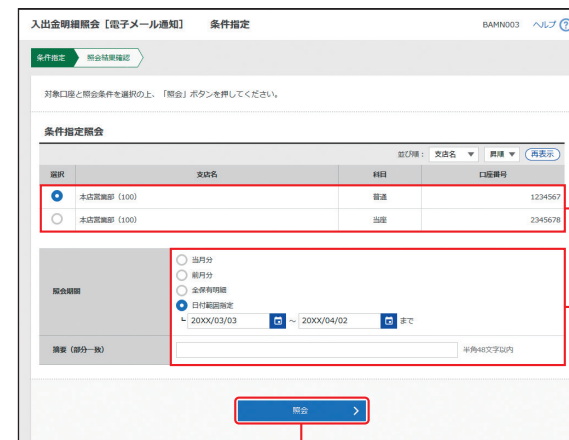 入出金明細照会［電子メール通知］　条件指定　BAMN003　ヘルプ ?
条件指定　照会結果確認
対象口座と照会条件を選択の上、「照会」ボタンを押してください。
条件指定照会
並び順： 支店名 ▼ 昇順 ▼ 再表示
選択　支店名　科目　口座番号
本店営業部（100）　普通　1234567
本店営業部（100）　当座　2345678
照会期間
当月分
前月分
全保有明細
日付範囲指定
20XX/03/03 ～ 20XX/04/02 まで
摘要（部分一致）　半角48文字以内
照会